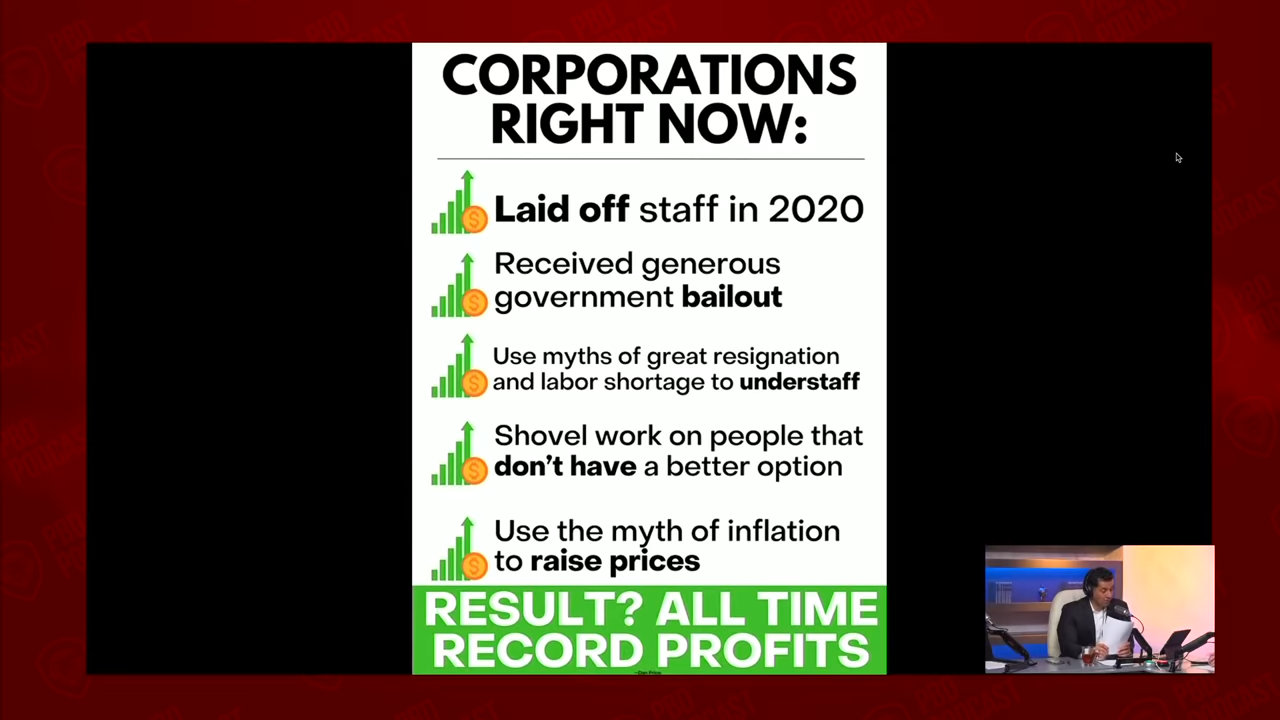 CORPORATIONS
RIGHT NOW:
Laid off staff in 2020
Received generous
government bailout
Use myths of great resignation
and labor shortage to understaff
Shovel work on people that
don’t have a better option
Use the myth of inflation
to raise prices
RESULT? ALL TIME
RECORD PROFITS
PBD
PODCAST